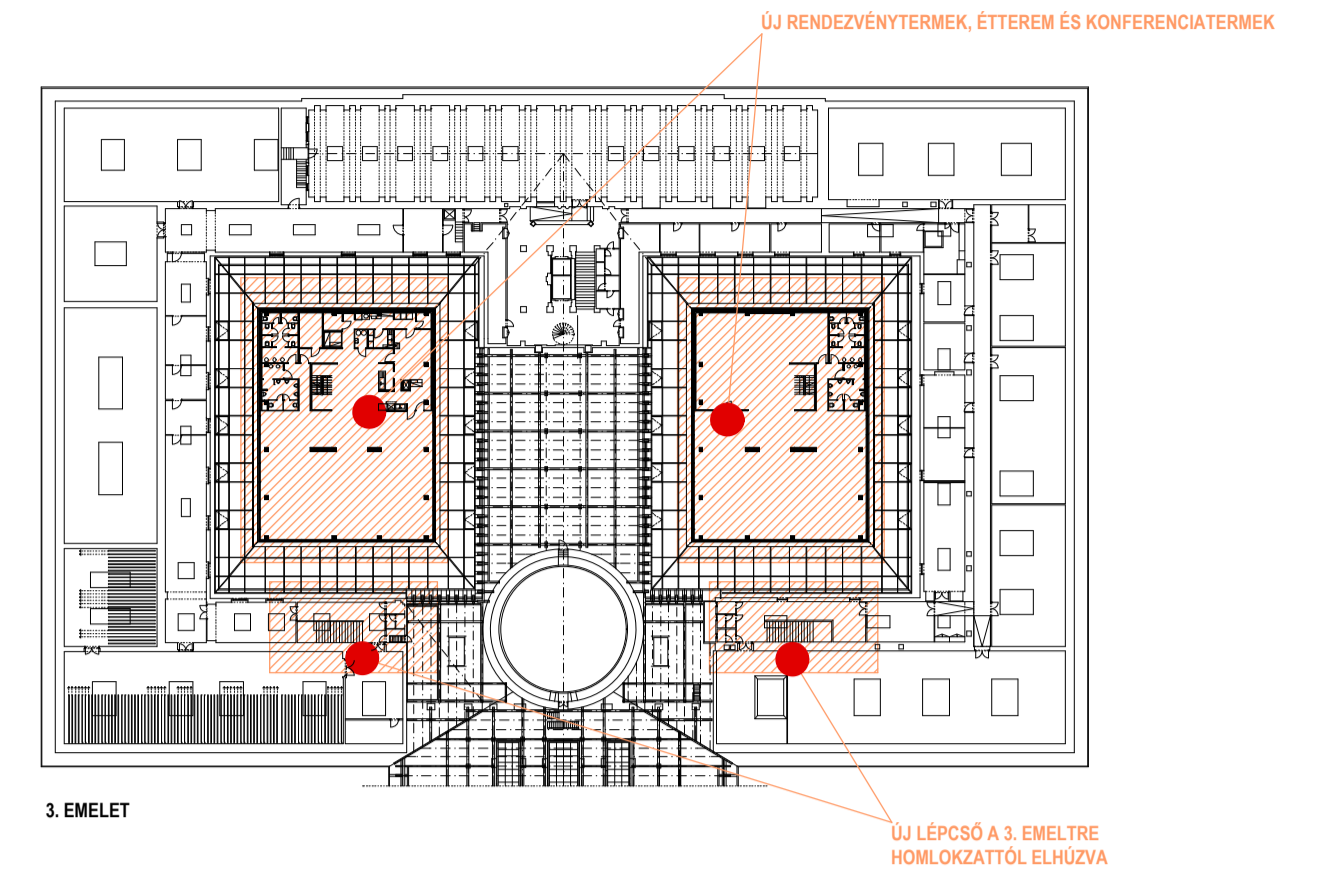 ÚJ RENDEZVÉNYTERMEK, ÉTTEREM ÉS KONFERENCIATERMEK
3. EMELET
ÚJ LÉPCSŐ A 3. EMELTRE
HOMLOKZATTÓL ELHÚZVA